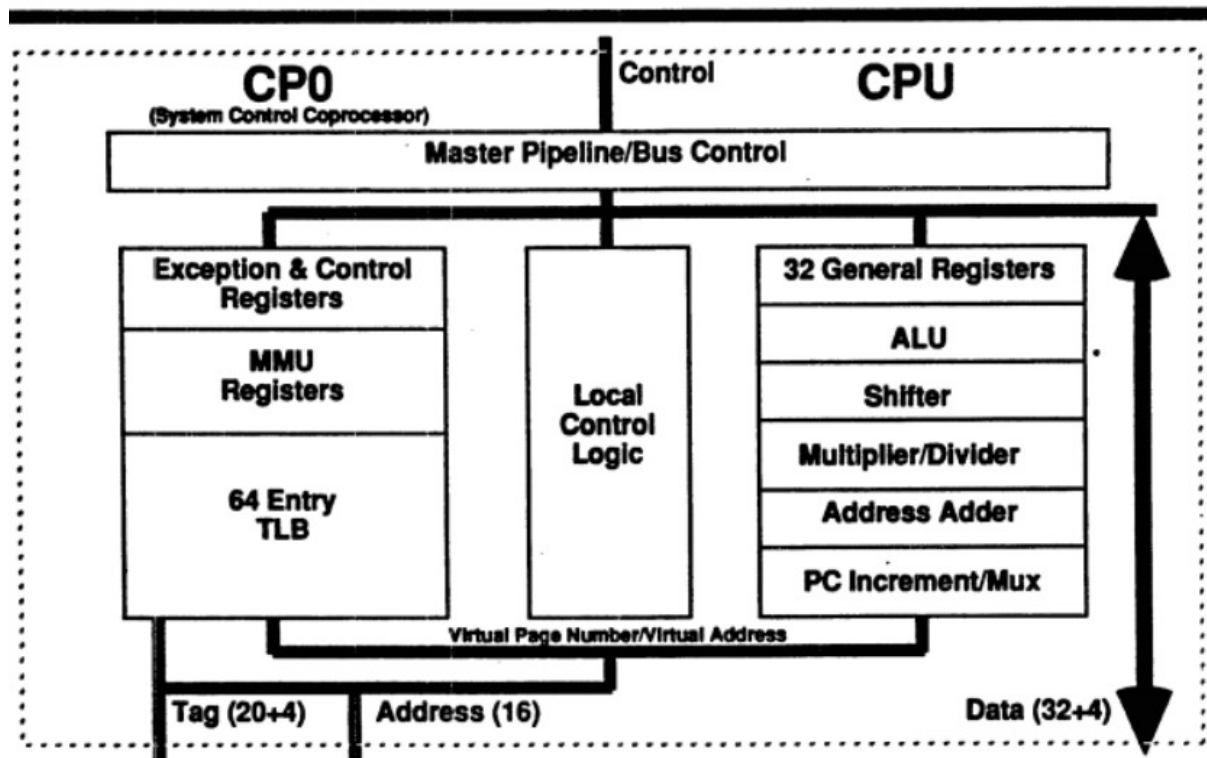 CP0
(System Control Coprocessor)
Control
CPU
Master Pipeline/Bus Control
Exception & Control
Registers
MMU
Registers
64 Entry
TLB
Local
Control
Logic
32 General Registers
ALU
Shifter
Multiplier/Divider
Address Adder
PC Increment/Mux
Virtual Page Number/Virtual Address
Tag (20+4)
Address (16)
Data (32+4)